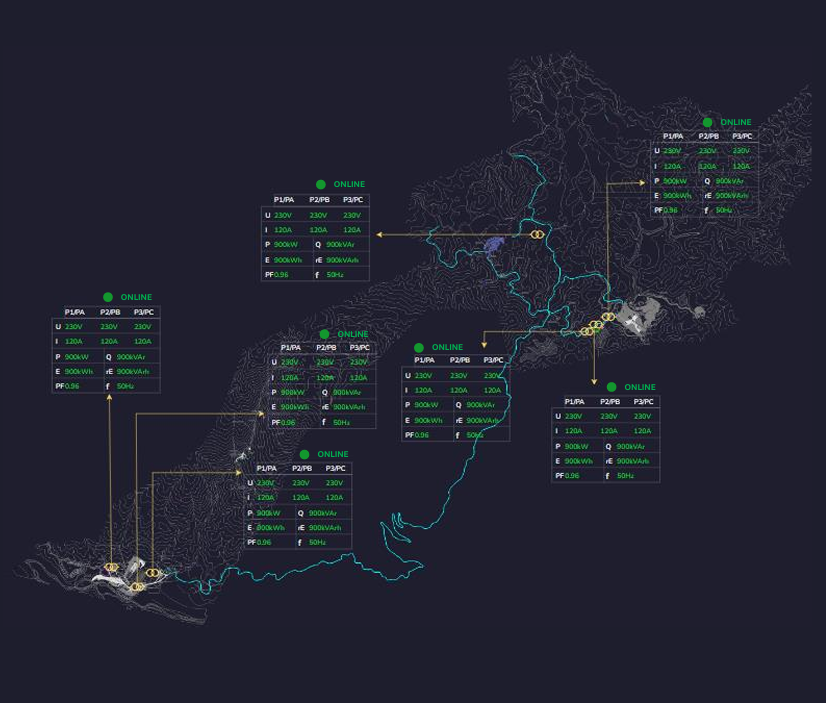 ONLINE
P1/PA P2/PB P3/PC
U 230V 230V 230V
I 120A 120A 120A
P 900kW Q 900kVAr
E 900kWh rE 900kVArh
PF 0.96 f 50Hz
ONLINE
P1/PA P2/PB P3/PC
U 230V 230V 230V
I 120A 120A 120A
P 900kW Q 900kVAr
E 900kWh rE 900kVArh
PF 0.96 f 50Hz
ONLINE
P1/PA P2/PB P3/PC
U 230V 230V 230V
I 120A 120A 120A
P 900kW Q 900kVAr
E 900kWh rE 900kVArh
PF 0.96 f 50Hz
ONLINE
P1/PA P2/PB P3/PC
U 230V 230V 230V
I 120A 120A 120A
P 900kW Q 900kVAr
E 900kWh rE 900kVArh
PF 0.96 f 50Hz
ONLINE
P1/PA P2/PB P3/PC
U 230V 230V 230V
I 120A 120A 120A
P 900kW Q 900kVAr
E 900kWh rE 900kVArh
PF 0.96 f 50Hz
ONLINE
P1/PA P2/PB P3/PC
U 230V 230V 230V
I 120A 120A 120A
P 900kW Q 900kVAr
E 900kWh rE 900kVArh
PF 0.96 f 50Hz
ONLINE
P1/PA P2/PB P3/PC
U 230V 230V 230V
I 120A 120A 120A
P 900kW Q 900kVAr
E 900kWh rE 900kVArh
PF 0.96 f 50Hz